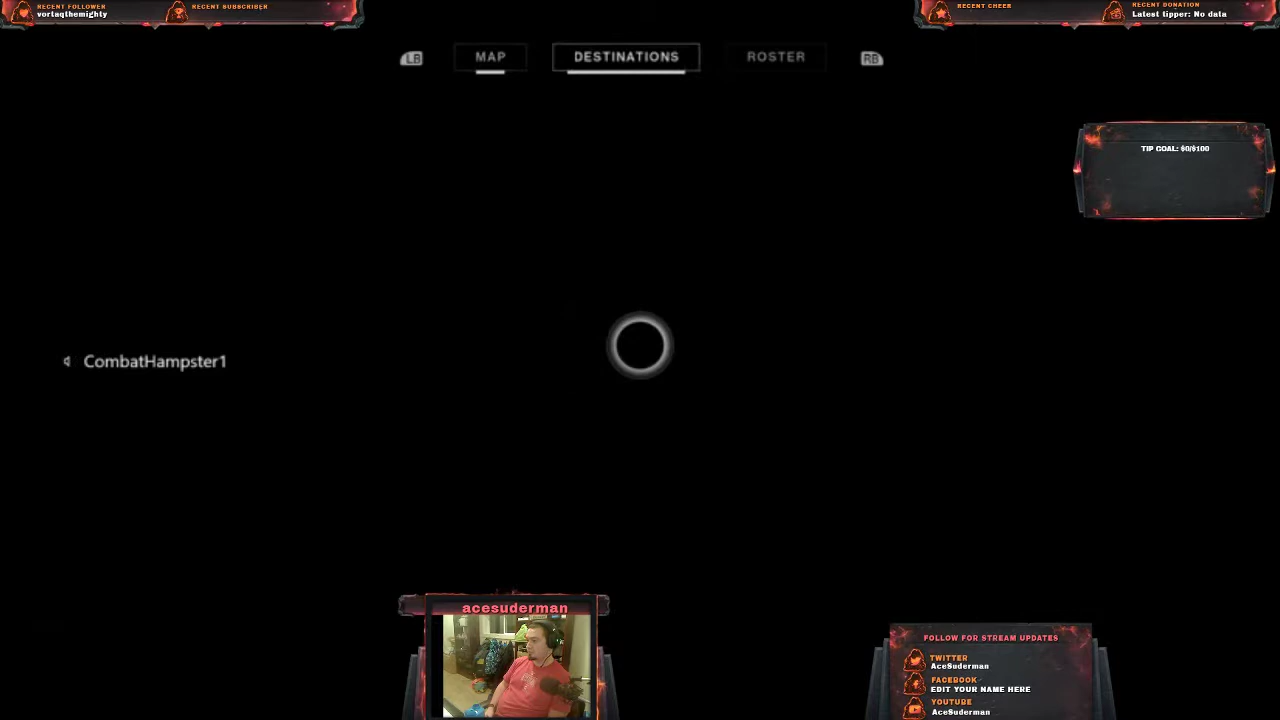 RECENT FOLLOWER
vortaqthemighty
RECENT SUBSCRIBER
RECENT CHEER
RECENT DONATION
Latest tipper: No data
LB
MAP
DESTINATIONS
ROSTER
RB
TIP GOAL: $0/$100
CombatHampster1
acesuderman
FOLLOW FOR STREAM UPDATES
TWITTER
AceSuderman
FACEBOOK
EDIT YOUR NAME HERE
YOUTUBE
AceSuderman